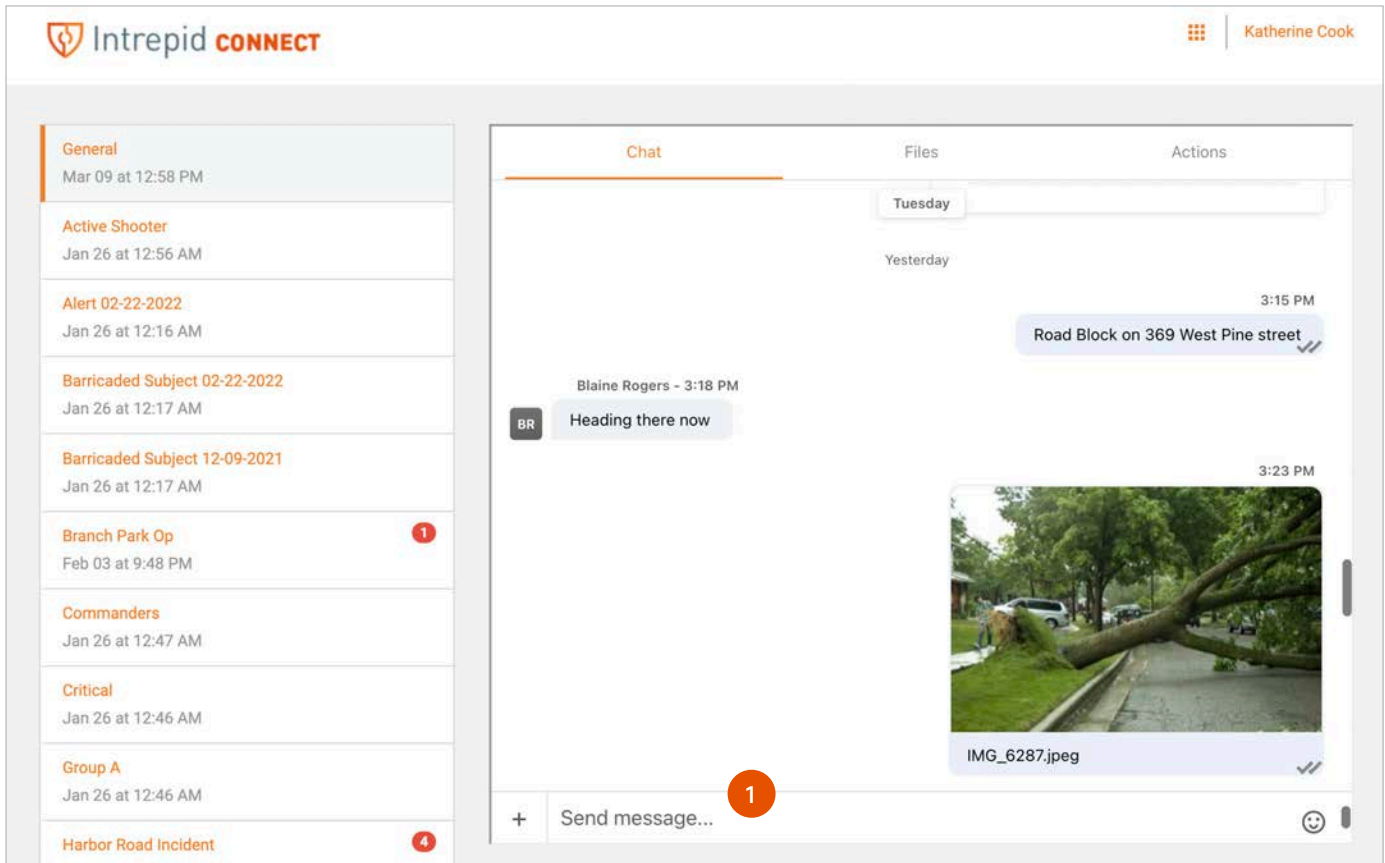 Intrepid CONNECT
Katherine Cook
General
Mar 09 at 12:58 PM
Active Shooter
Jan 26 at 12:56 AM
Alert 02-22-2022
Jan 26 at 12:16 AM
Barricaded Subject 02-22-2022
Jan 26 at 12:17 AM
Barricaded Subject 12-09-2021
Jan 26 at 12:17 AM
Branch Park Op
1
Feb 03 at 9:48 PM
Commanders
Jan 26 at 12:47 AM
Critical
Jan 26 at 12:46 AM
Group A
Jan 26 at 12:46 AM
Harbor Road Incident
4
Chat Files Actions
Tuesday
Yesterday
3:15 PM
Road Block on 369 West Pine street
Blaine Rogers - 3:18 PM
BR Heading there now
3:23 PM
IMG_6287.jpeg
1
+ Send message...